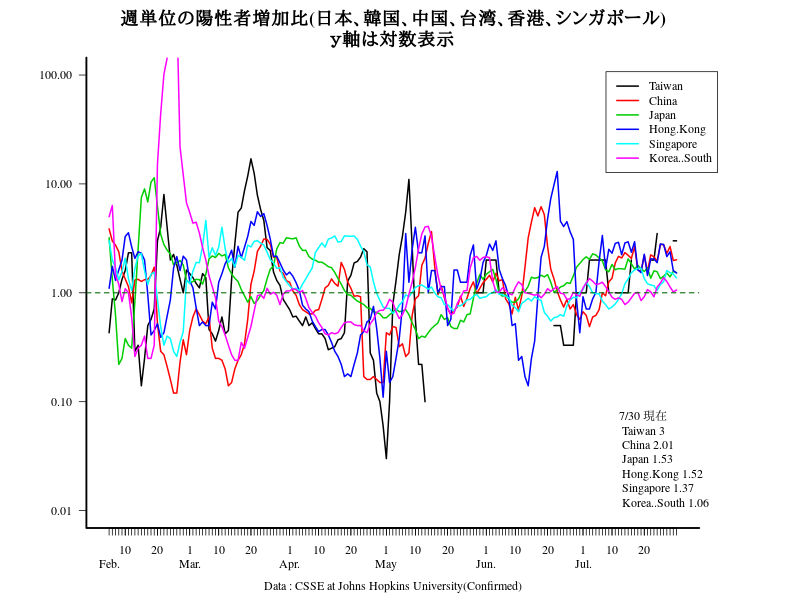 週単位の陽性者増加比(日本、韓国、中国、台湾、香港、シンガポール)
y軸は対数表示
100.00
10.00
1.00
0.10
0.01
Taiwan
China
Japan
Hong.Kong
Singapore
Korea..South
7/30 現在
Taiwan 3
China 2.01
Japan 1.53
Hong.Kong 1.52
Singapore 1.37
Korea..South 1.06
10 20 1 10 20 1 10 20 1 10 20 1 10 20 1 10 20
Feb. Mar. Apr. May Jun. Jul.
Data : CSSE at Johns Hopkins University(Confirmed)